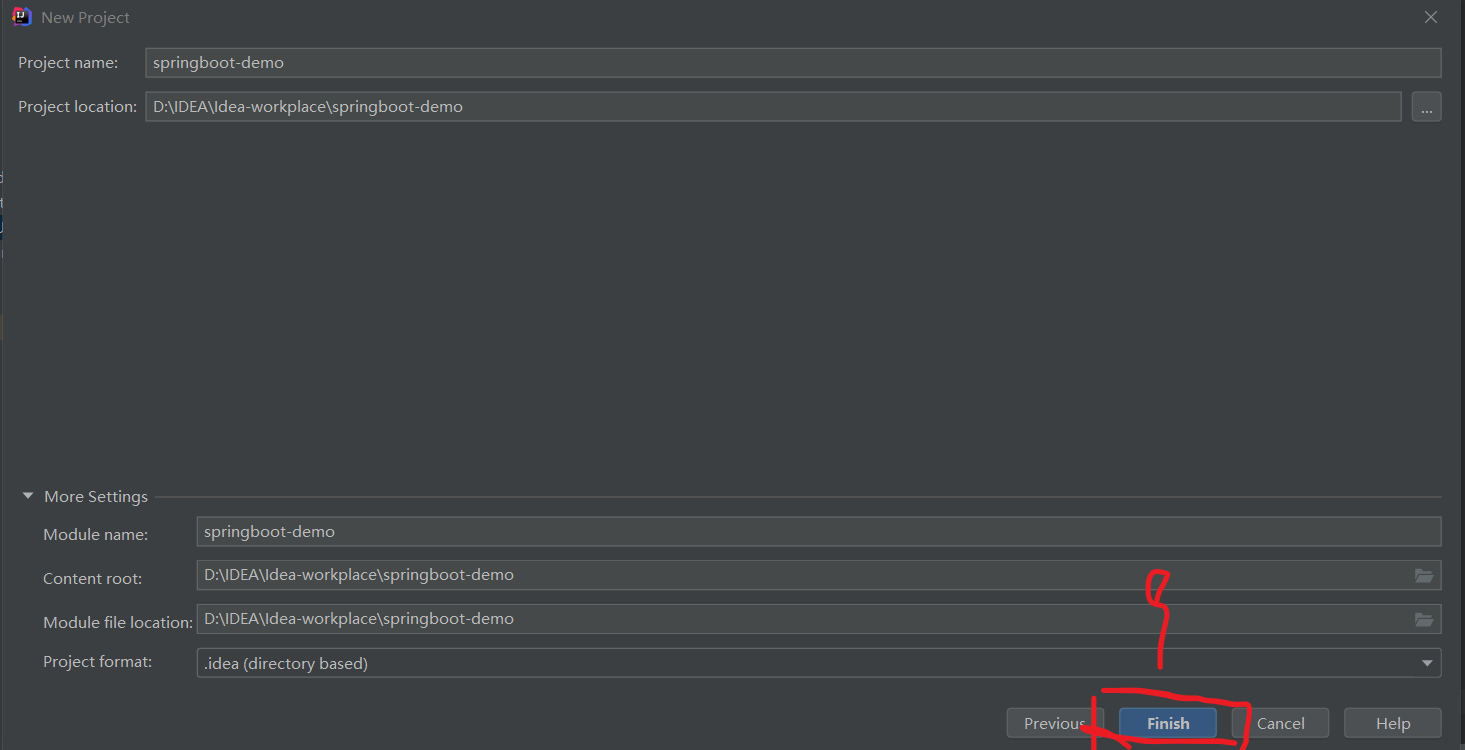 New Project
Project name: springboot-demo
Project location: D:\IDEA\Idea-workplace\springboot-demo ...
More Settings
Module name: springboot-demo
Content root: D:\IDEA\Idea-workplace\springboot-demo
Module file location: D:\IDEA\Idea-workplace\springboot-demo
Project format: .idea (directory based)
9
Previous Finish Cancel Help